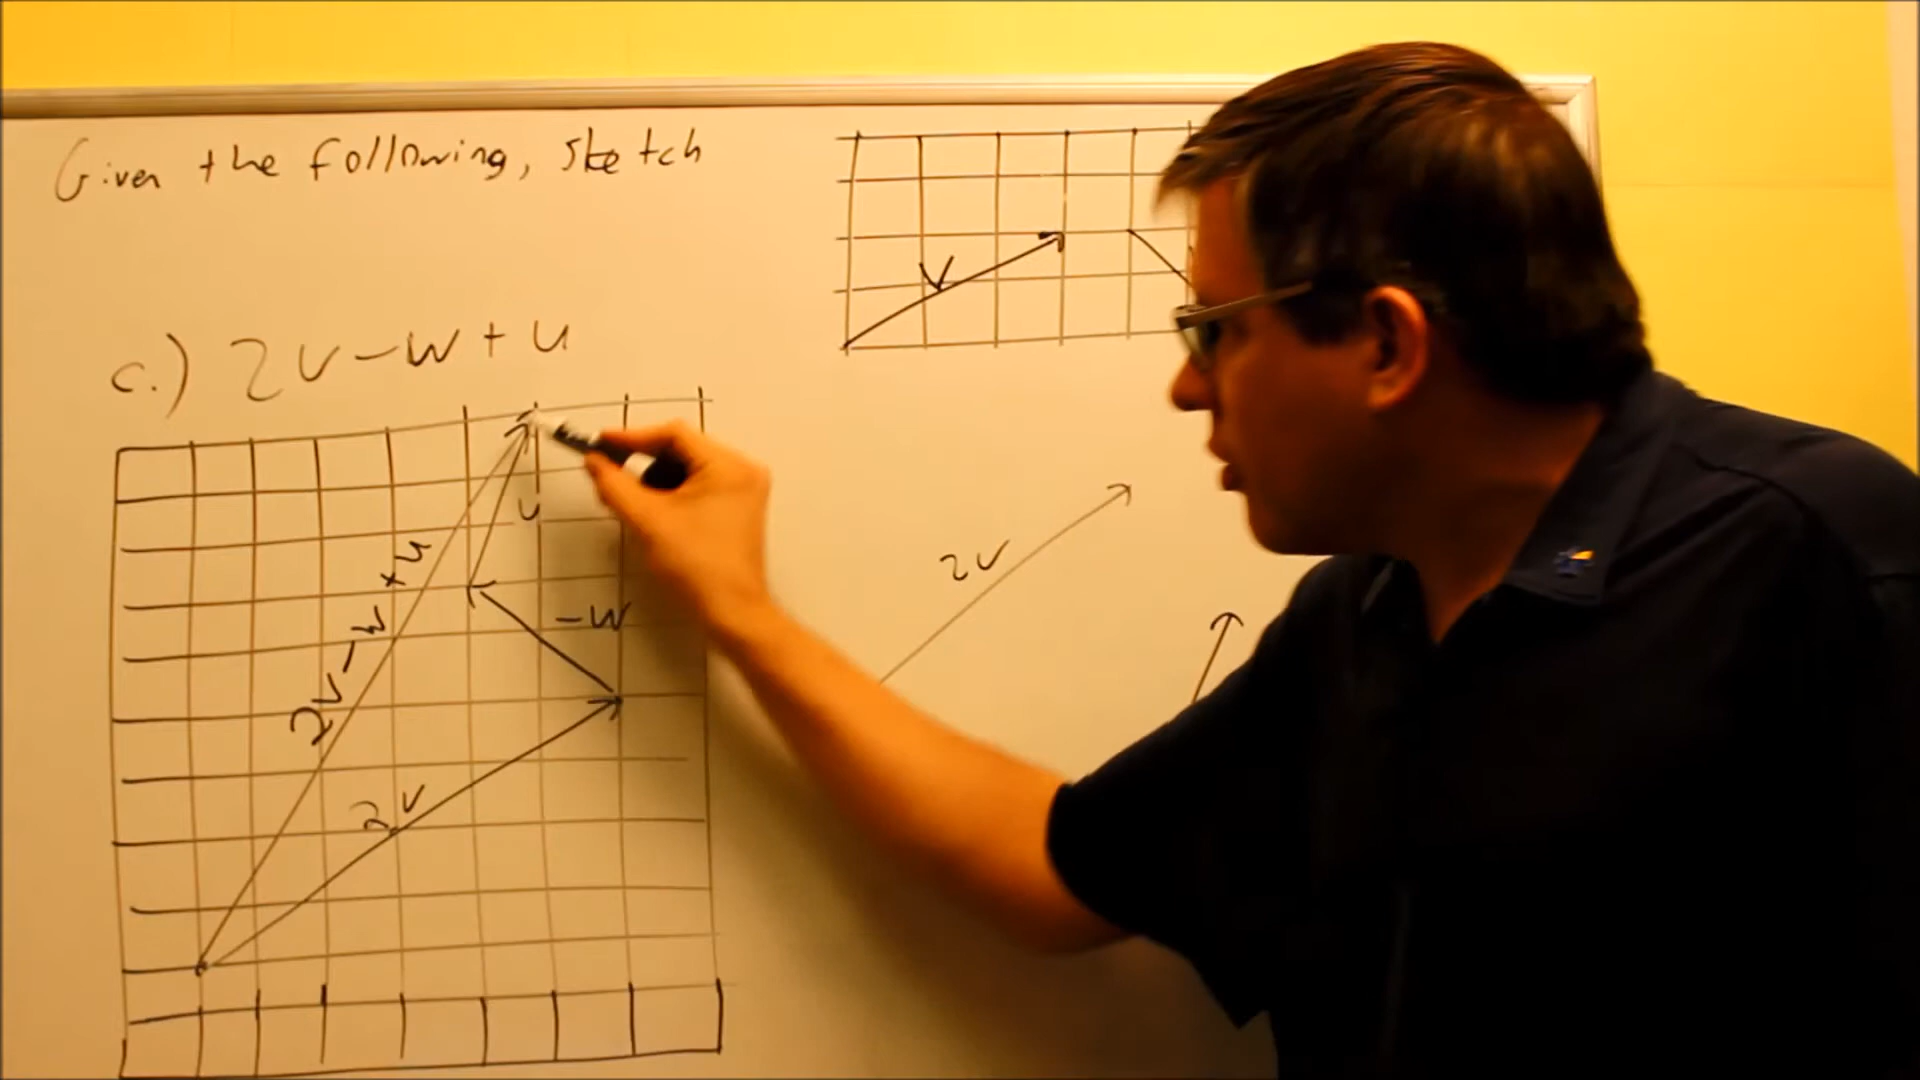 Given the following, sketch
V
c.) 2v-w+u
u
2v-w+u
-w
2v
2v